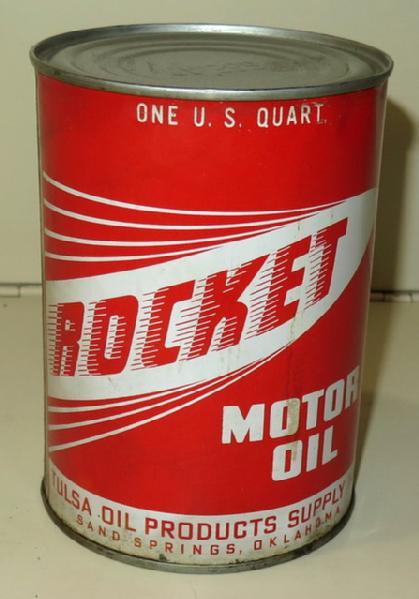 ONE U. S. QUART
ROCKET
MOTOR
OIL
TULSA OIL PRODUCTS SUPPLY
SAND SPRINGS, OKLAHOMA